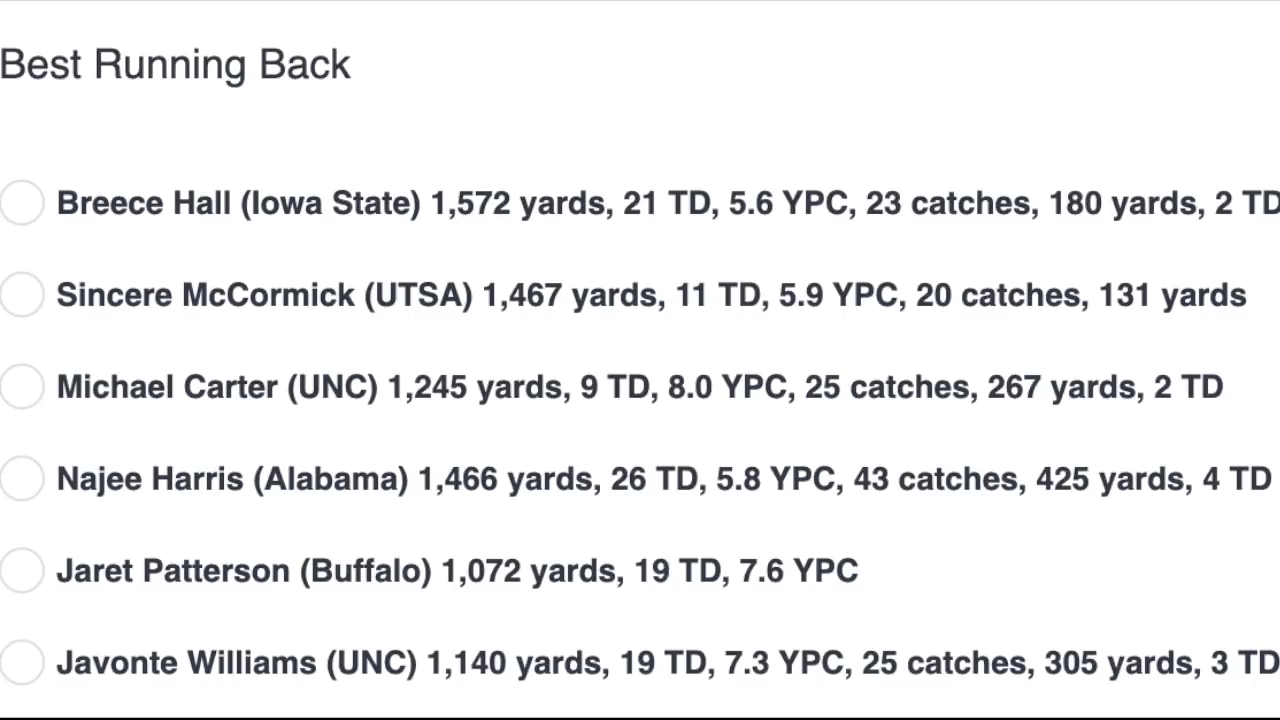 Best Running Back
Breece Hall (Iowa State) 1,572 yards, 21 TD, 5.6 YPC, 23 catches, 180 yards, 2 TD
Sincere McCormick (UTSA) 1,467 yards, 11 TD, 5.9 YPC, 20 catches, 131 yards
Michael Carter (UNC) 1,245 yards, 9 TD, 8.0 YPC, 25 catches, 267 yards, 2 TD
Najee Harris (Alabama) 1,466 yards, 26 TD, 5.8 YPC, 43 catches, 425 yards, 4 TD
Jaret Patterson (Buffalo) 1,072 yards, 19 TD, 7.6 YPC
Javonte Williams (UNC) 1,140 yards, 19 TD, 7.3 YPC, 25 catches, 305 yards, 3 TD